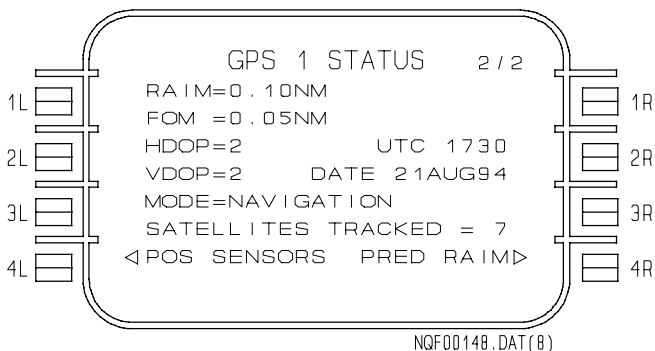 GPS 1 STATUS 2/2
RAIM=0.10NM
1L 1R
FOM =0.05NM
HDOP=2 UTC 1730
2L 2R
VDOP=2 DATE 21AUG94
MODE=NAVIGATION
3L 3R
SATELLITES TRACKED = 7
4L ◁POS SENSORS PRED RAIM▷ 4R
NQF00148.DAT(8)